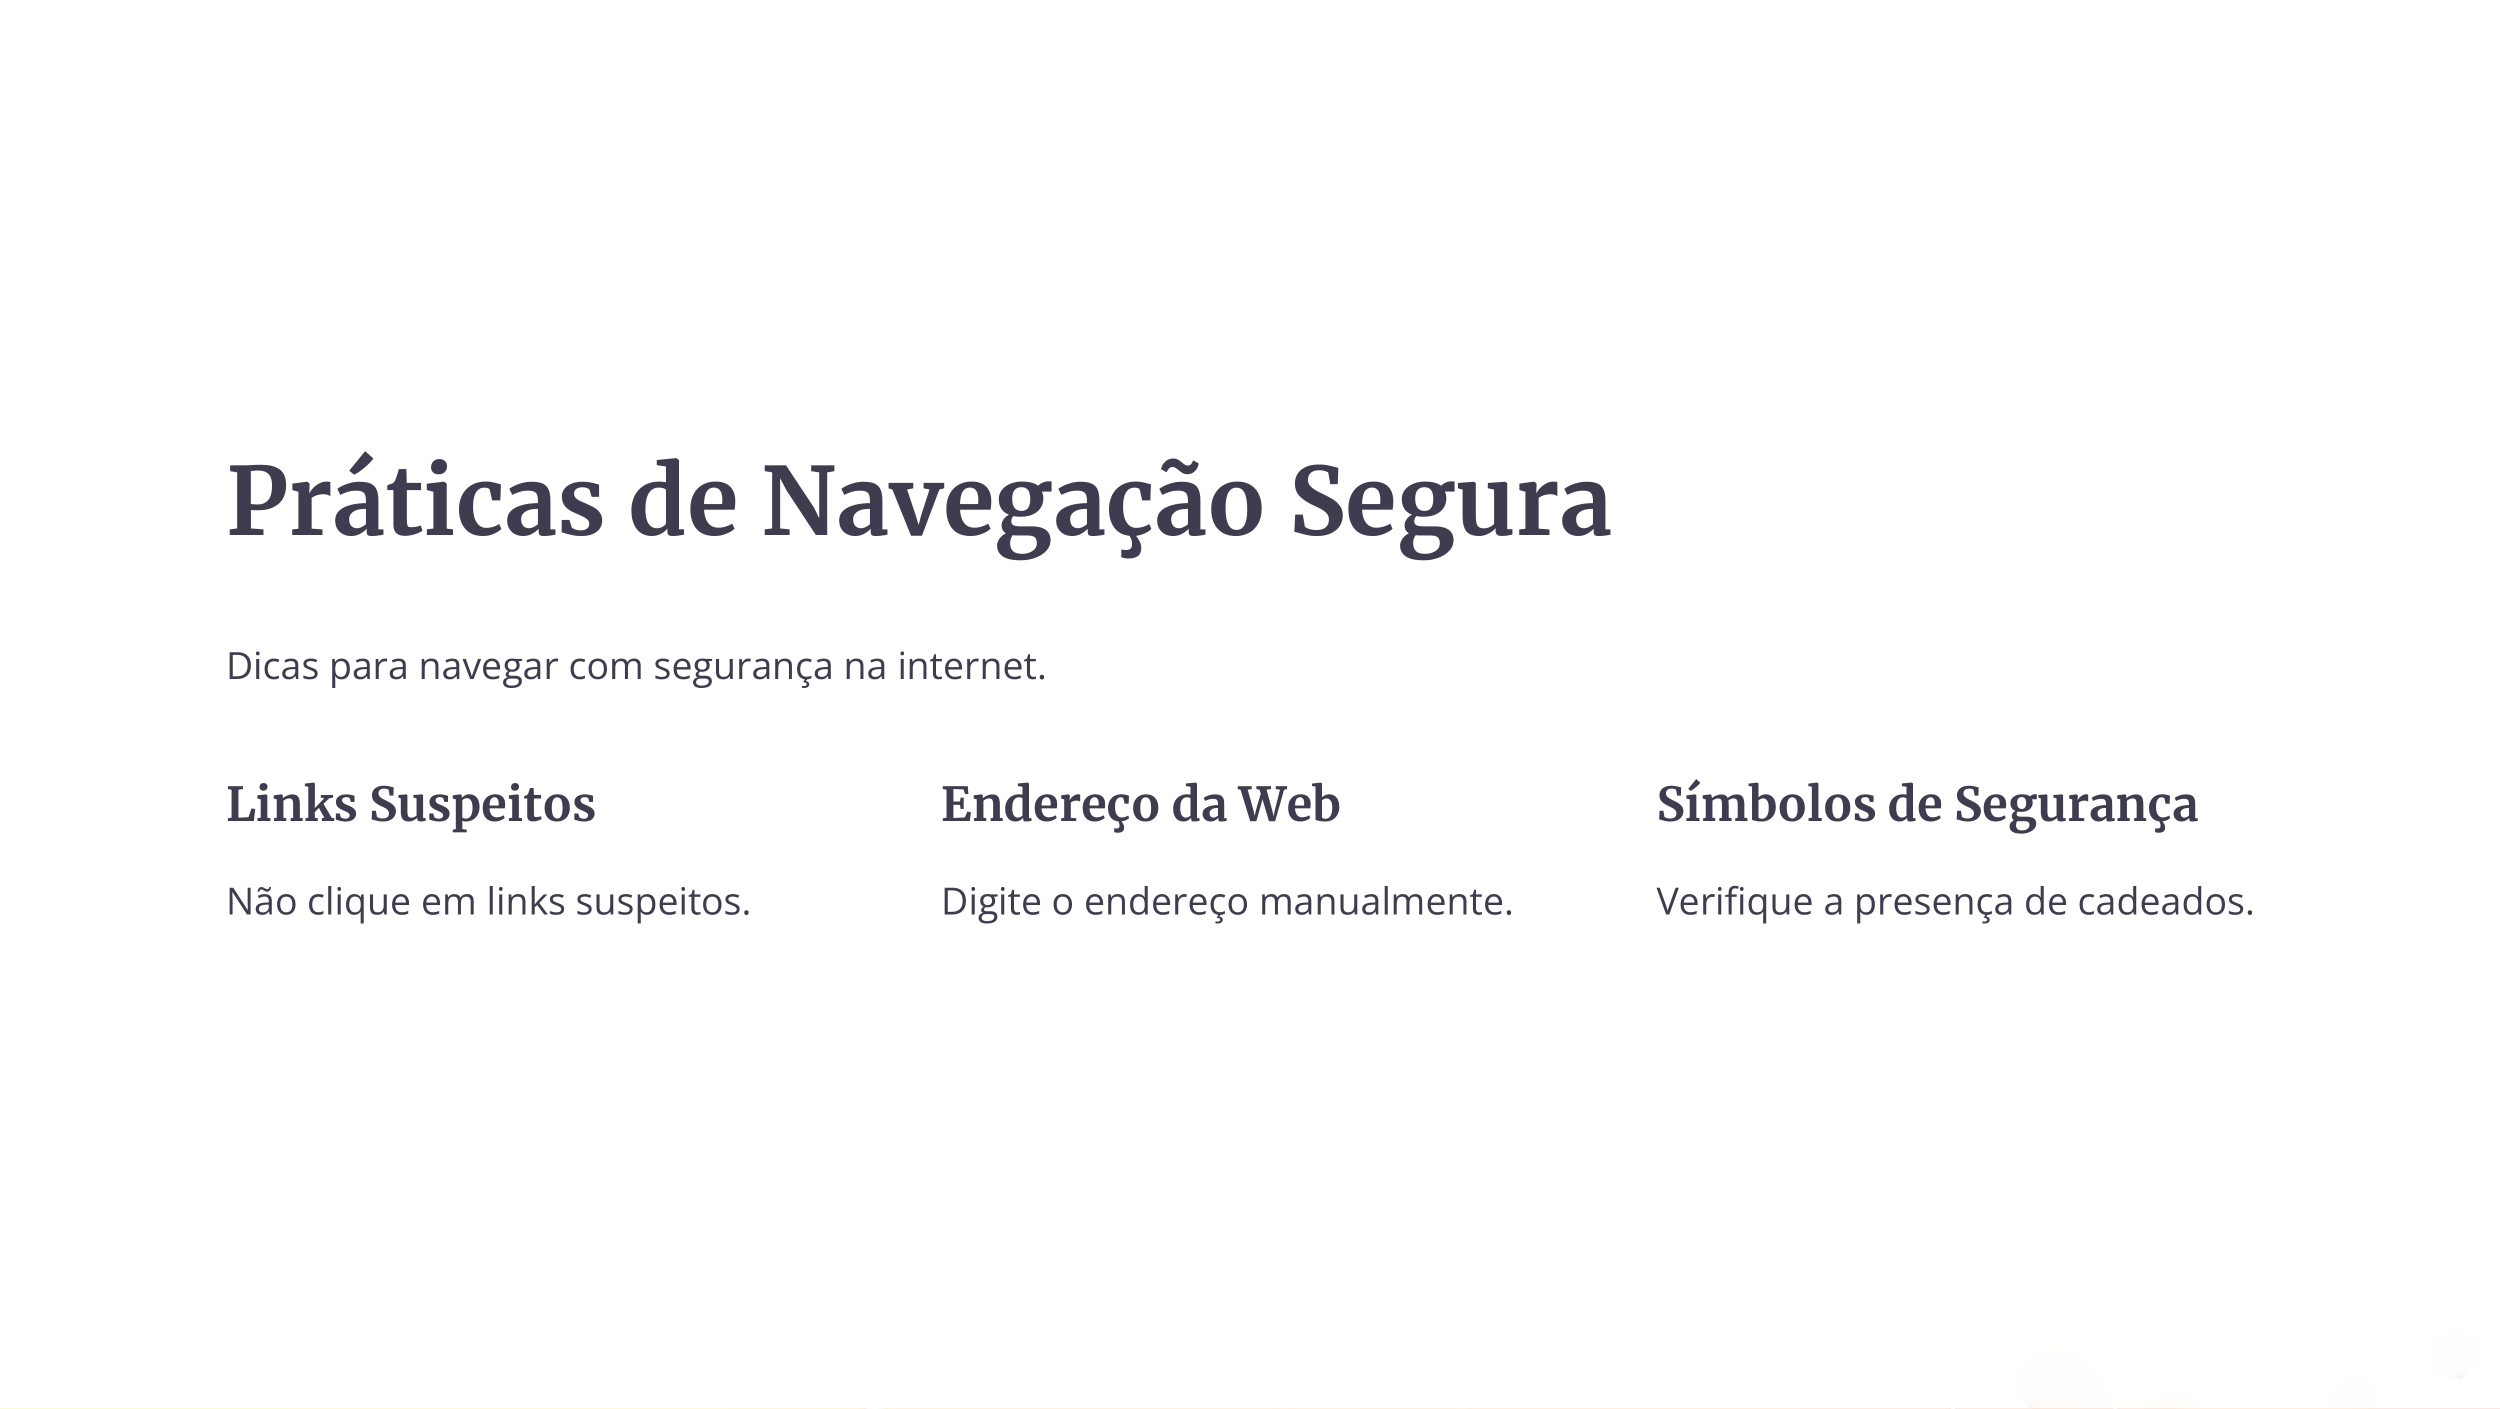 Práticas de Navegação Segura
Dicas para navegar com segurança na internet.
Links Suspeitos
Não clique em links suspeitos.
Endereço da Web
Digite o endereço manualmente.
Símbolos de Segurança
Verifique a presença de cadeados.